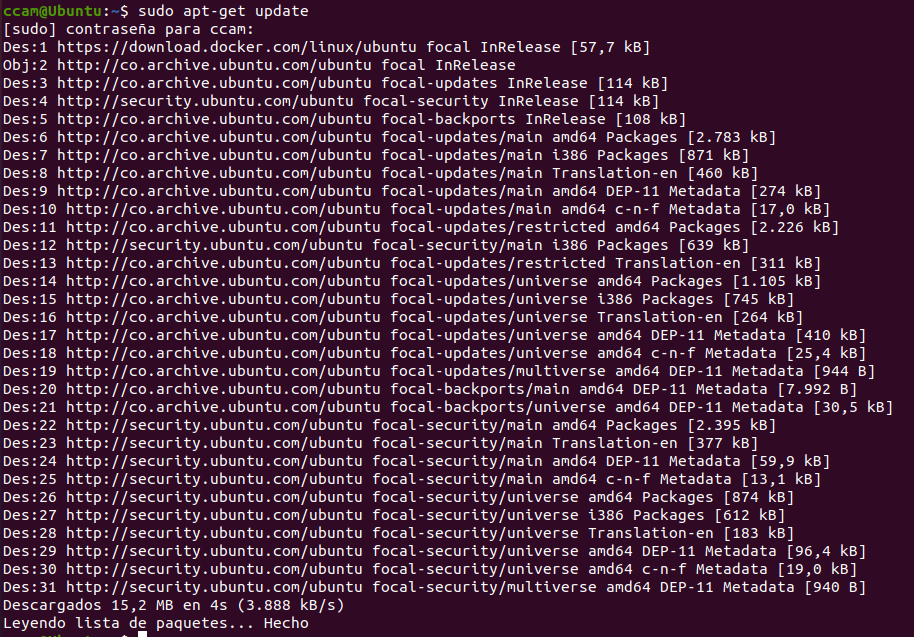 ccam@Ubuntu:~$ sudo apt-get update
[sudo] contraseña para ccam:
Des:1 https://download.docker.com/linux/ubuntu focal InRelease [57,7 kB]
Obj:2 http://co.archive.ubuntu.com/ubuntu focal InRelease
Des:3 http://co.archive.ubuntu.com/ubuntu focal-updates InRelease [114 kB]
Des:4 http://security.ubuntu.com/ubuntu focal-security InRelease [114 kB]
Des:5 http://co.archive.ubuntu.com/ubuntu focal-backports InRelease [108 kB]
Des:6 http://co.archive.ubuntu.com/ubuntu focal-updates/main amd64 Packages [2.783 kB]
Des:7 http://co.archive.ubuntu.com/ubuntu focal-updates/main i386 Packages [871 kB]
Des:8 http://co.archive.ubuntu.com/ubuntu focal-updates/main Translation-en [460 kB]
Des:9 http://co.archive.ubuntu.com/ubuntu focal-updates/main amd64 DEP-11 Metadata [274 kB]
Des:10 http://co.archive.ubuntu.com/ubuntu focal-updates/main amd64 c-n-f Metadata [17,0 kB]
Des:11 http://co.archive.ubuntu.com/ubuntu focal-updates/restricted amd64 Packages [2.226 kB]
Des:12 http://security.ubuntu.com/ubuntu focal-security/main i386 Packages [639 kB]
Des:13 http://co.archive.ubuntu.com/ubuntu focal-updates/restricted Translation-en [311 kB]
Des:14 http://co.archive.ubuntu.com/ubuntu focal-updates/universe amd64 Packages [1.105 kB]
Des:15 http://co.archive.ubuntu.com/ubuntu focal-updates/universe i386 Packages [745 kB]
Des:16 http://co.archive.ubuntu.com/ubuntu focal-updates/universe Translation-en [264 kB]
Des:17 http://co.archive.ubuntu.com/ubuntu focal-updates/universe amd64 DEP-11 Metadata [410 kB]
Des:18 http://co.archive.ubuntu.com/ubuntu focal-updates/universe amd64 c-n-f Metadata [25,4 kB]
Des:19 http://co.archive.ubuntu.com/ubuntu focal-updates/multiverse amd64 DEP-11 Metadata [944 B]
Des:20 http://co.archive.ubuntu.com/ubuntu focal-backports/main amd64 DEP-11 Metadata [7.992 B]
Des:21 http://co.archive.ubuntu.com/ubuntu focal-backports/universe amd64 DEP-11 Metadata [30,5 kB]
Des:22 http://security.ubuntu.com/ubuntu focal-security/main amd64 Packages [2.395 kB]
Des:23 http://security.ubuntu.com/ubuntu focal-security/main Translation-en [377 kB]
Des:24 http://security.ubuntu.com/ubuntu focal-security/main amd64 DEP-11 Metadata [59,9 kB]
Des:25 http://security.ubuntu.com/ubuntu focal-security/main amd64 c-n-f Metadata [13,1 kB]
Des:26 http://security.ubuntu.com/ubuntu focal-security/universe amd64 Packages [874 kB]
Des:27 http://security.ubuntu.com/ubuntu focal-security/universe i386 Packages [612 kB]
Des:28 http://security.ubuntu.com/ubuntu focal-security/universe Translation-en [183 kB]
Des:29 http://security.ubuntu.com/ubuntu focal-security/universe amd64 DEP-11 Metadata [96,4 kB]
Des:30 http://security.ubuntu.com/ubuntu focal-security/universe amd64 c-n-f Metadata [19,0 kB]
Des:31 http://security.ubuntu.com/ubuntu focal-security/multiverse amd64 DEP-11 Metadata [940 B]
Descargados 15,2 MB en 4s (3.888 kB/s)
Leyendo lista de paquetes... Hecho